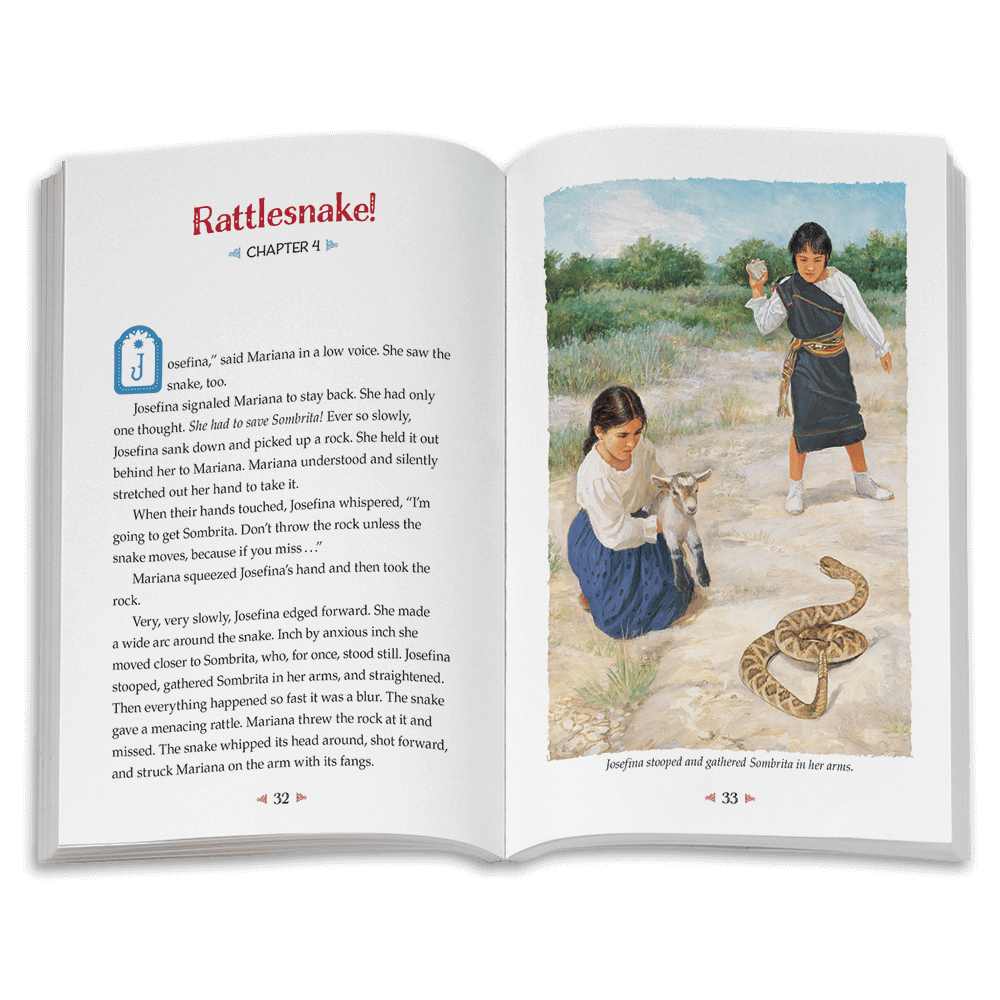 Rattlesnake!
CHAPTER 4
Josefina,” said Mariana in a low voice. She saw the
snake, too.
Josefina signaled Mariana to stay back. She had only
one thought. She had to save Sombrita! Ever so slowly,
Josefina sank down and picked up a rock. She held it out
behind her to Mariana. Mariana understood and silently
stretched out her hand to take it.
When their hands touched, Josefina whispered, “I’m
going to get Sombrita. Don’t throw the rock unless the
snake moves, because if you miss . . .”
Mariana squeezed Josefina’s hand and then took the
rock.
Very, very slowly, Josefina edged forward. She made
a wide arc around the snake. Inch by anxious inch she
moved closer to Sombrita, who, for once, stood still. Josefina
stooped, gathered Sombrita in her arms, and straightened.
Then everything happened so fast it was a blur. The snake
gave a menacing rattle. Mariana threw the rock at it and
missed. The snake whipped its head around, shot forward,
and struck Mariana on the arm with its fangs.
32
Josefina stooped and gathered Sombrita in her arms.
33